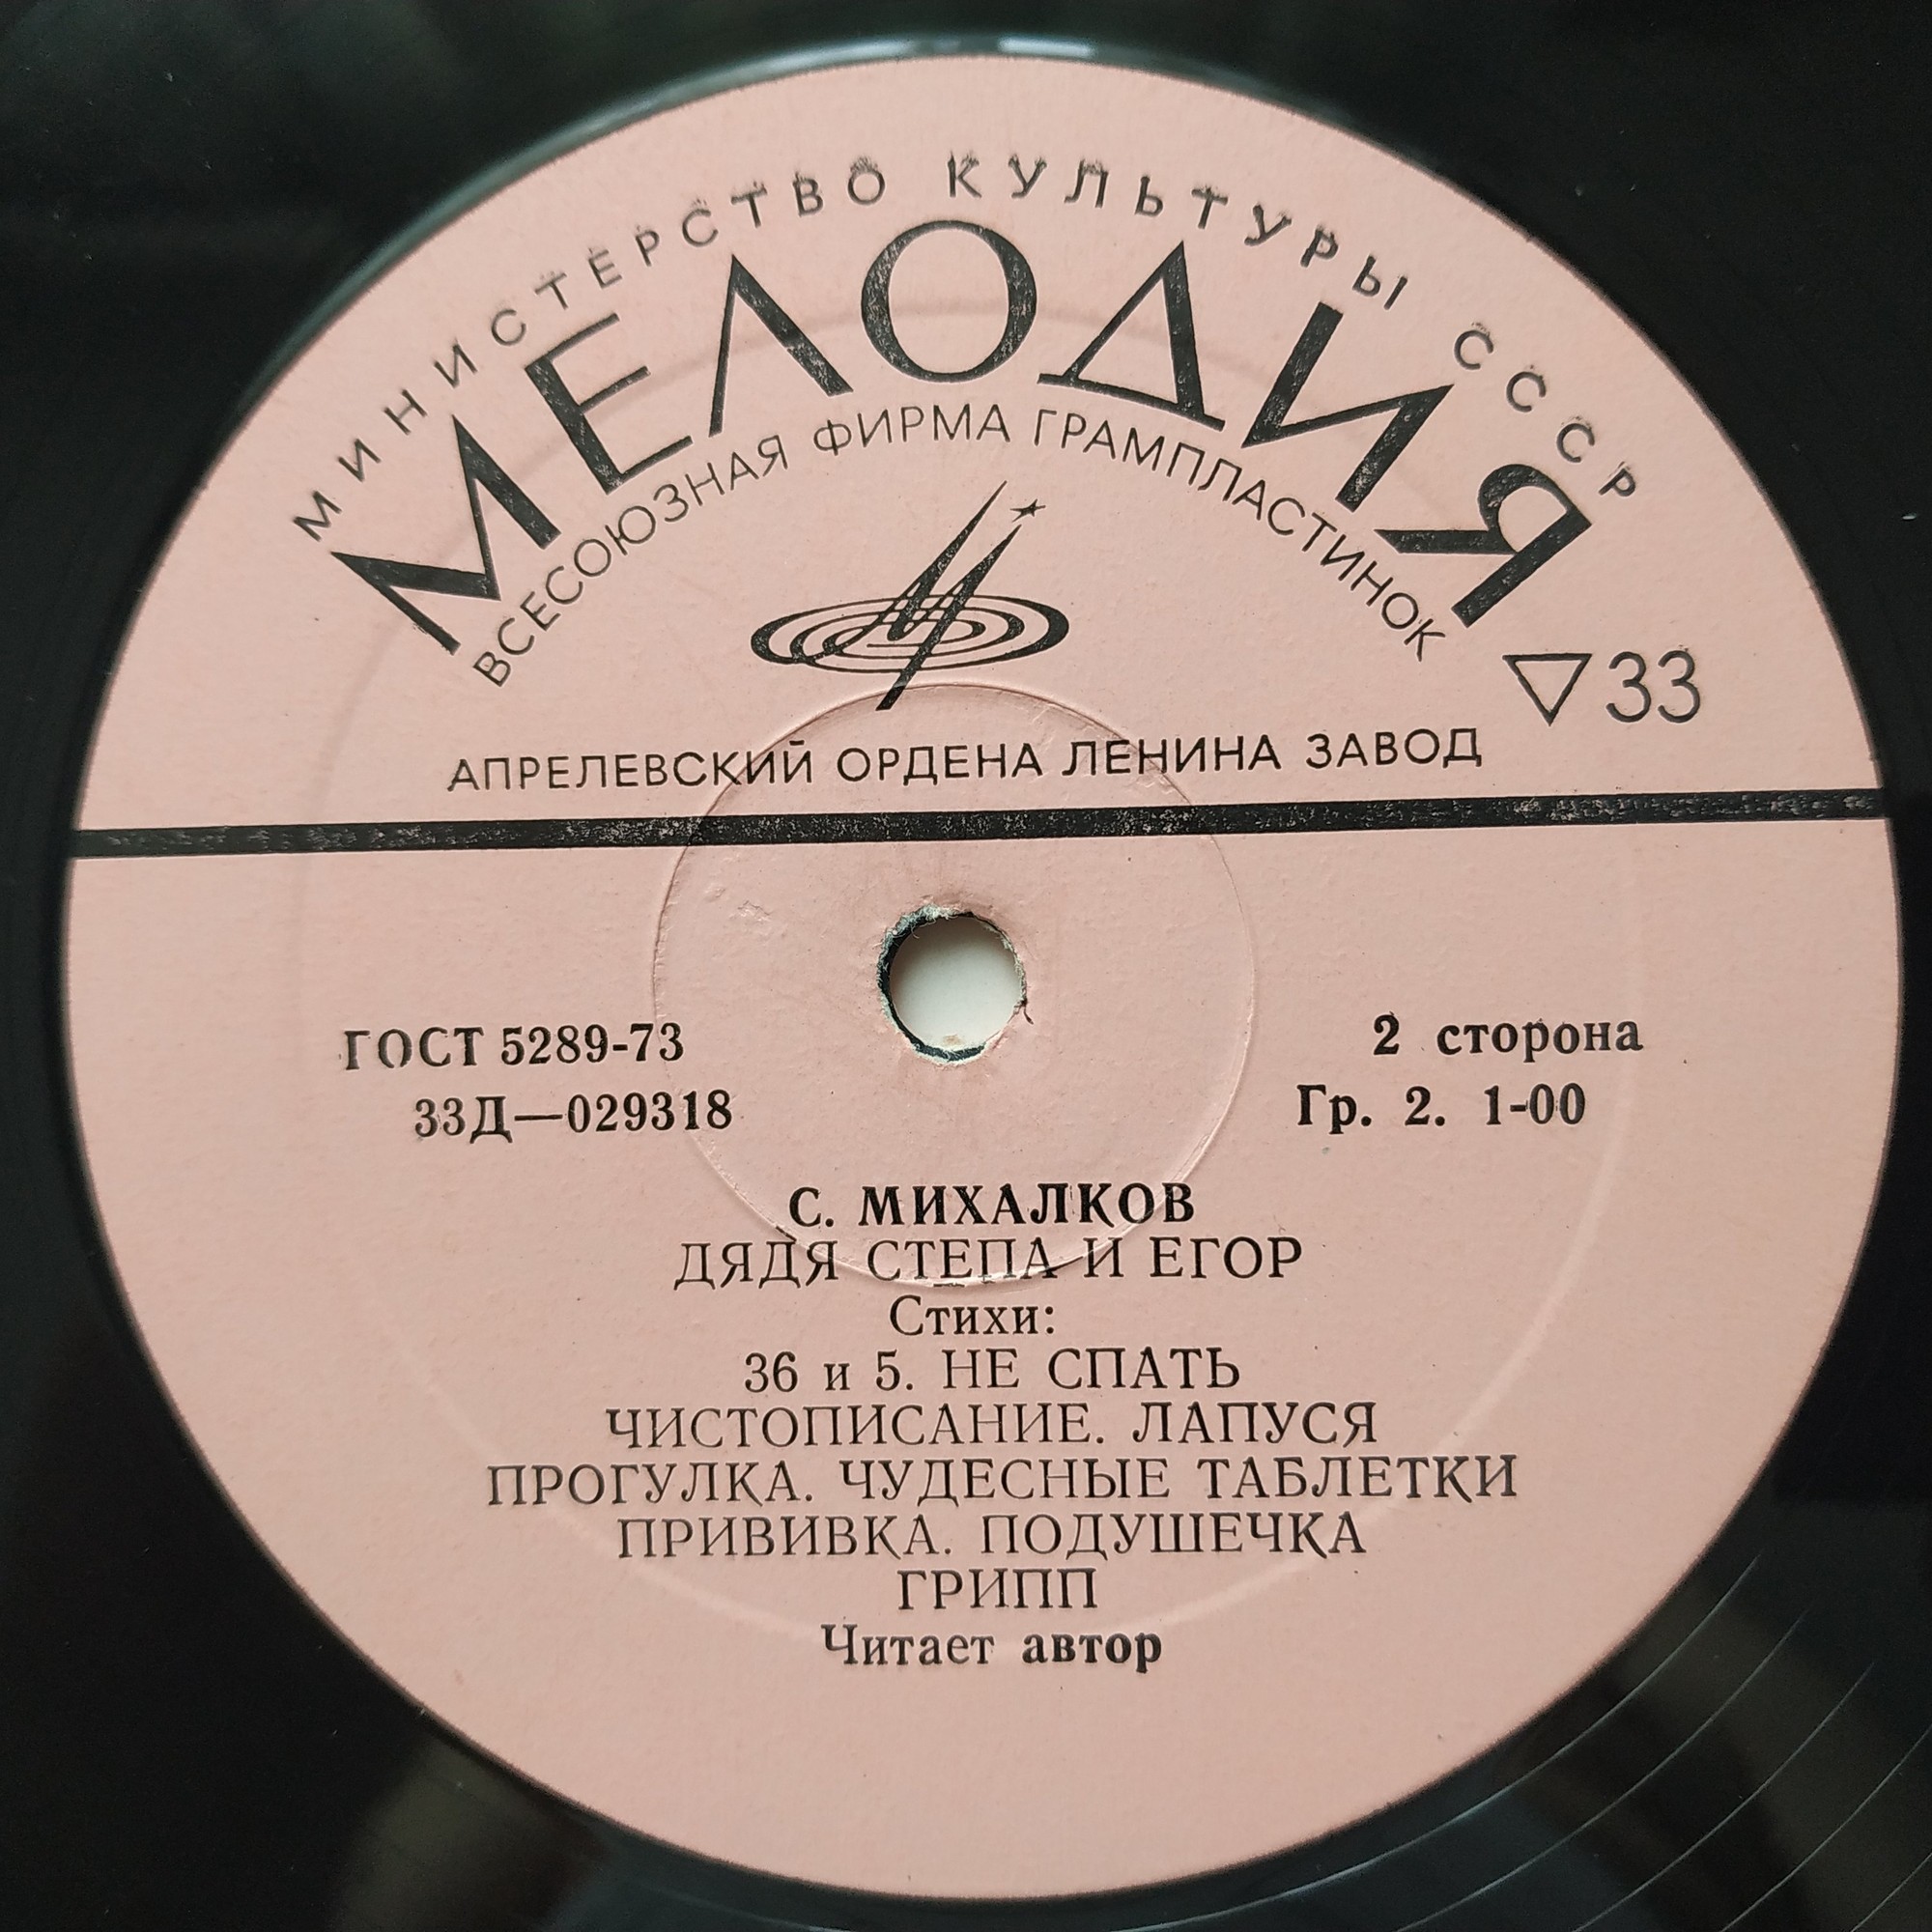 МИНИСТЕРСТВО КУЛЬТУРЫ СССР
МЕЛОДИЯ
ВСЕСОЮЗНАЯ ФИРМА ГРАМПЛАСТИНОК
▽33
АПРЕЛЕВСКИЙ ОРДЕНА ЛЕНИНА ЗАВОД
ГОСТ 5289-73
2 сторона
33Д—029318
Гр. 2. 1-00
С. МИХАЛКОВ
ДЯДЯ СТЕПА И ЕГОР
Стихи:
36 и 5. НЕ СПАТЬ
ЧИСТОПИСАНИЕ. ЛАПУСЯ
ПРОГУЛКА. ЧУДЕСНЫЕ ТАБЛЕТКИ
ПРИВИВКА. ПОДУШЕЧКА
ГРИПП
Читает автор